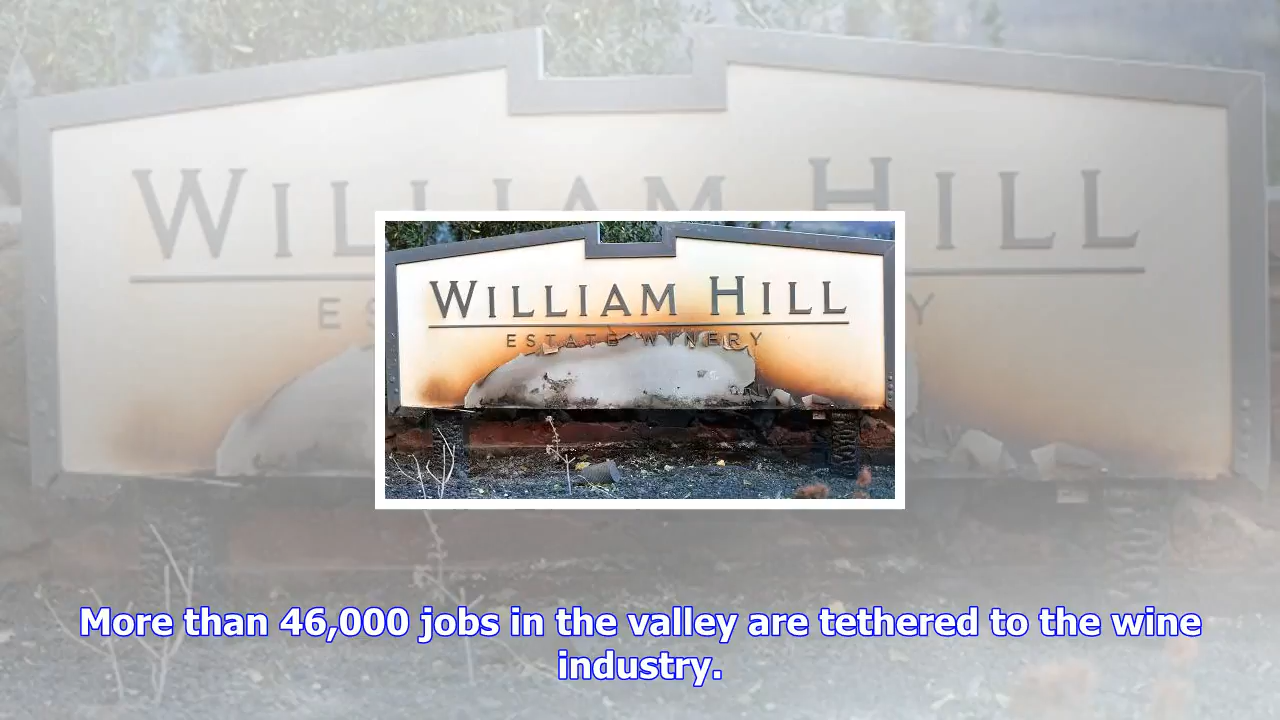 WILLIAM HILL
ESTATE WINERY
More than 46,000 jobs in the valley are tethered to the wine
industry.